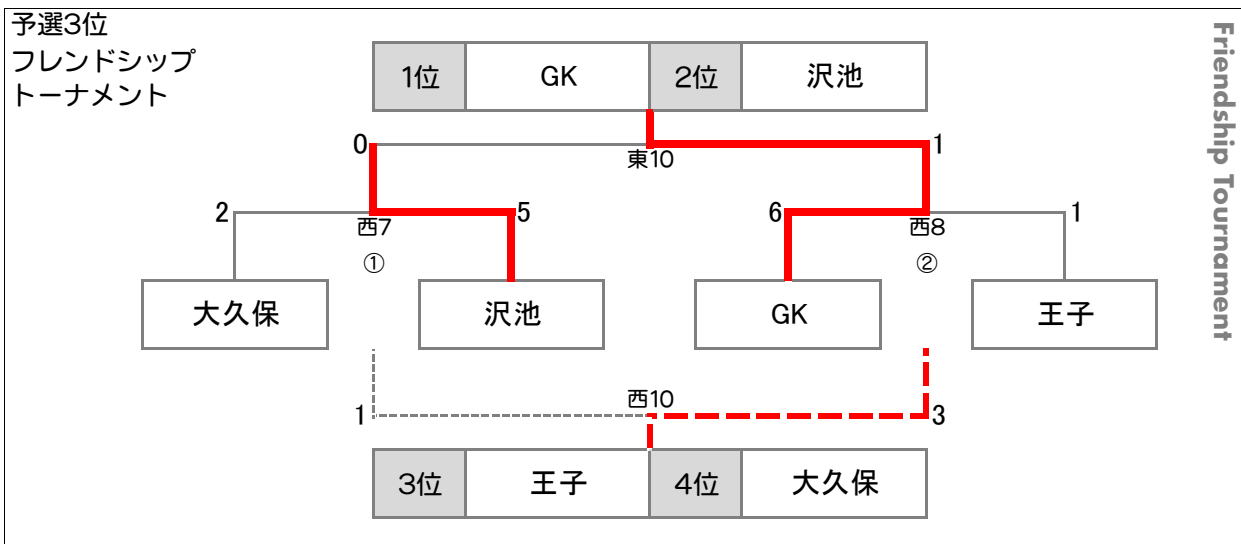 予選3位
フレンドシップ
トーナメント
Friendship Tournament
1位 GK 2位 沢池
0 東10 1
2 西7 5 6 西8 1
① ②
大久保 沢池 GK 王子
1 西10 3
3位 王子 4位 大久保